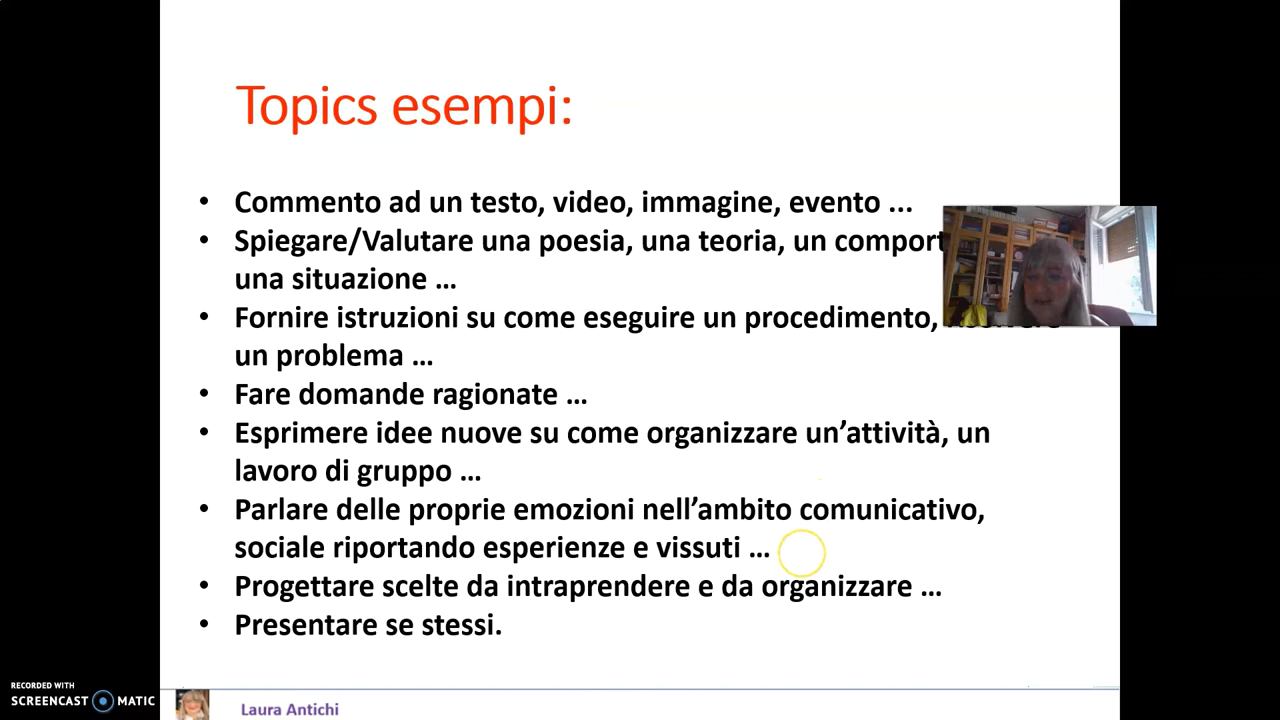 Topics esempi:
• Commento ad un testo, video, immagine, evento ...
• Spiegare/Valutare una poesia, una teoria, un
una situazione …
• Fornire istruzioni su come eseguire un procedimento,
un problema …
• Fare domande ragionate …
• Esprimere idee nuove su come organizzare un’attività, un
lavoro di gruppo …
• Parlare delle proprie emozioni nell’ambito comunicativo,
sociale riportando esperienze e vissuti …
• Progettare scelte da intraprendere e da organizzare …
• Presentare se stessi.
RECORDED WITH
SCREENCAST MATIC
Laura Antichi